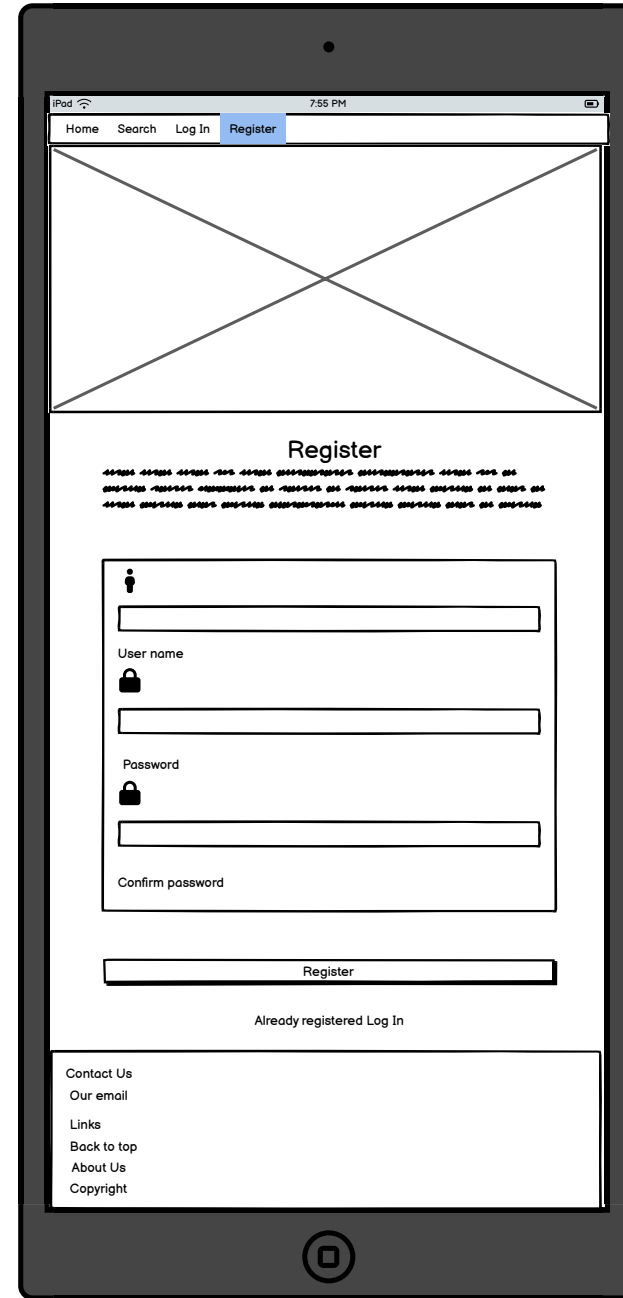 iPad 7:55 PM
Home Search Log In Register
Register
User name
Password
Confirm password
Register
Already registered Log In
Contact Us
Our email
Links
Back to top
About Us
Copyright